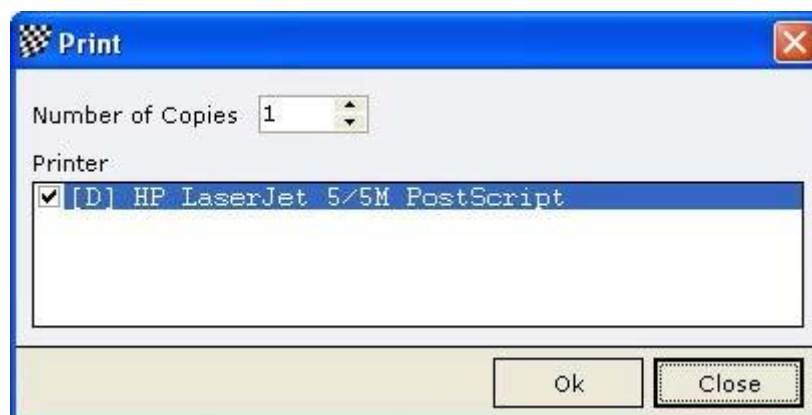 Print
Number of Copies 1
Printer
[D] HP LaserJet 5/5M PostScript
Ok Close